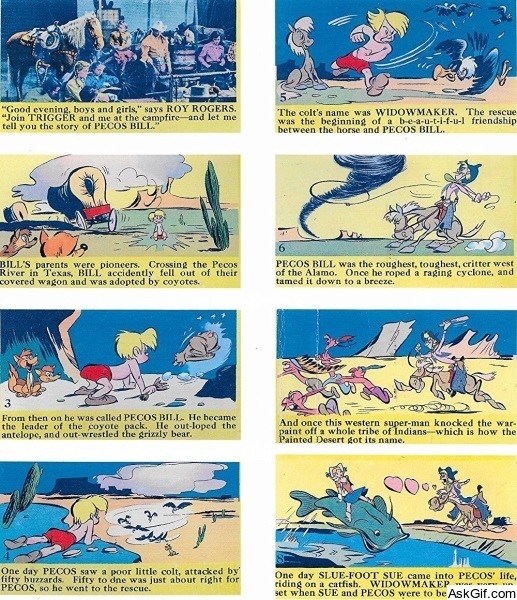 "Good evening, boys and girls," says ROY ROGERS.
"Join TRIGGER and me at the campfire—and let me
tell you the story of PECOS BILL."
BILL'S parents were pioneers. Crossing the Pecos
River in Texas, BILL accidently fell out of their
covered wagon and was adopted by coyotes.
3
From then on he was called PECOS BILL. He became
the leader of the coyote pack. He out-loped the
antelope, and out-wrestled the grizzly bear.
4
One day PECOS saw a poor little colt, attacked by
fifty buzzards. Fifty to one was just about right for
PECOS, so he went to the rescue.
5
The colt's name was WIDOWMAKER. The rescue
was the beginning of a b-e-a-u-t-i-f-u-l friendship
between the horse and PECOS BILL.
6
PECOS BILL was the roughest, toughest, critter west
of the Alamo. Once he roped a raging cyclone, and
tamed it down to a breeze.
And once this western super-man knocked the war-
paint off a whole tribe of Indians—which is how the
Painted Desert got its name.
8
One day SLUE-FOOT SUE came into PECOS' life,
riding on a catfish. WIDOWMAKER was very up
set when SUE and PECOS were to be
AskGif.com